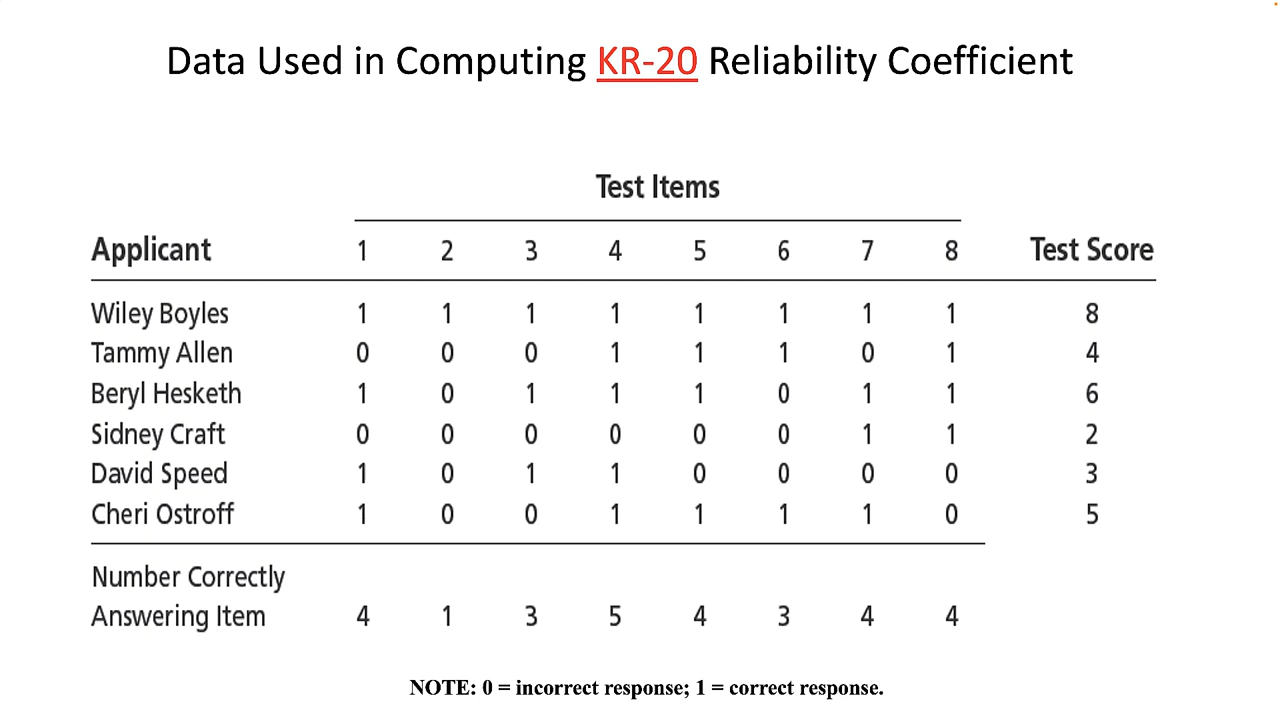 Data Used in Computing KR-20 Reliability Coefficient
Test Items
Applicant 1 2 3 4 5 6 7 8 Test Score
Wiley Boyles 1 1 1 1 1 1 1 1 8
Tammy Allen 0 0 0 1 1 1 0 1 4
Beryl Hesketh 1 0 1 1 1 0 1 1 6
Sidney Craft 0 0 0 0 0 0 1 1 2
David Speed 1 0 1 1 0 0 0 0 3
Cheri Ostroff 1 0 0 1 1 1 1 0 5
Number Correctly
Answering Item 4 1 3 5 4 3 4 4
NOTE: 0 = incorrect response; 1 = correct response.